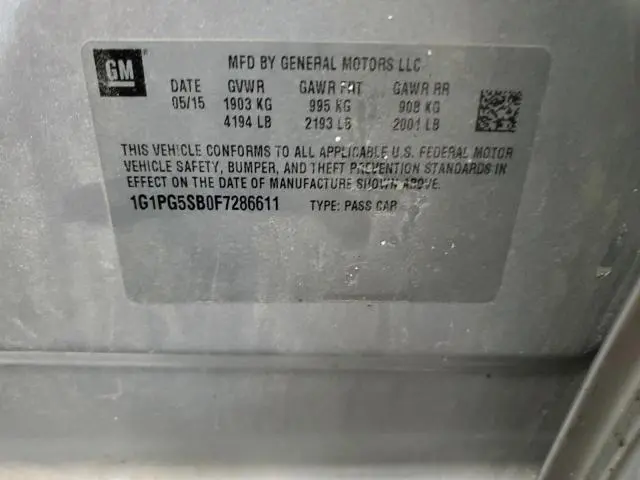 GM
MFD BY GENERAL MOTORS LLC
DATE GVWR GAWR FRT GAWR RR
05/15 1903 KG 995 KG 908 KG
4194 LB 2193 LB 2001 LB
THIS VEHICLE CONFORMS TO ALL APPLICABLE U.S. FEDERAL MOTOR
VEHICLE SAFETY, BUMPER, AND THEFT PREVENTION STANDARDS IN
EFFECT ON THE DATE OF MANUFACTURE SHOWN ABOVE.
1G1PG5SB0F7286611 TYPE: PASS CAR